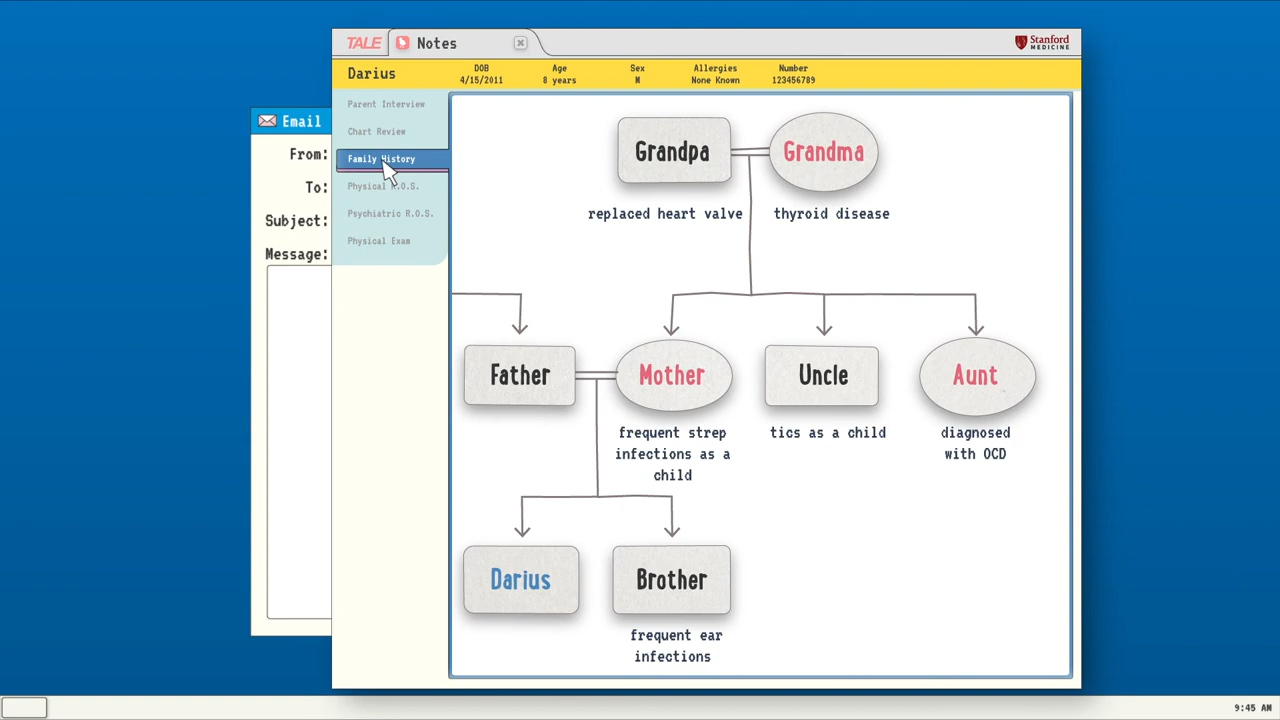 TALE
Notes
Stanford
MEDICINE
Darius
DOB
4/15/2011
Age
8 years
Sex
M
Allergies
None Known
Number
123456789
Parent Interview
Chart Review
Family History
Physical R.O.S.
Psychiatric R.O.S.
Physical Exam
Email
From:
To:
Subject:
Message:
Grandpa
Grandma
replaced heart valve
thyroid disease
Father
Mother
Uncle
Aunt
frequent strep
infections as a
child
tics as a child
diagnosed
with OCD
Darius
Brother
frequent ear
infections
9:45 AM